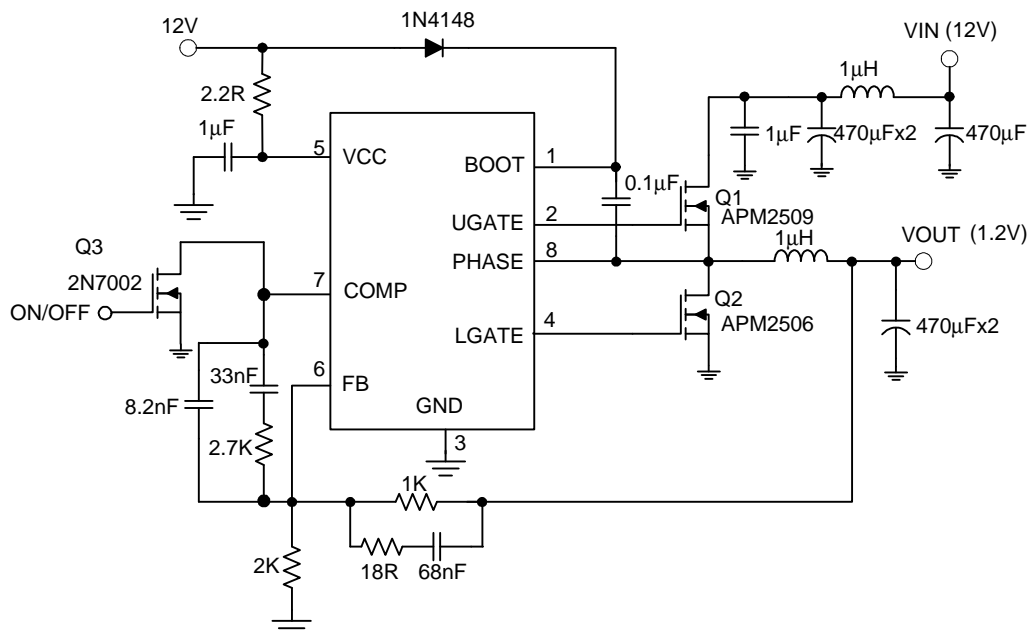 1N4148
12V
VIN (12V)
1μH
2.2R
1μF
1μF
470μFx2
470μF
5
VCC
BOOT
1
0.1μF
Q1
APM2509
UGATE
2
1μH
VOUT (1.2V)
Q3
2N7002
PHASE
8
ON/OFF
7
COMP
Q2
APM2506
LGATE
4
470μFx2
6
FB
33nF
8.2nF
GND
3
2.7K
1K
2K
18R
68nF